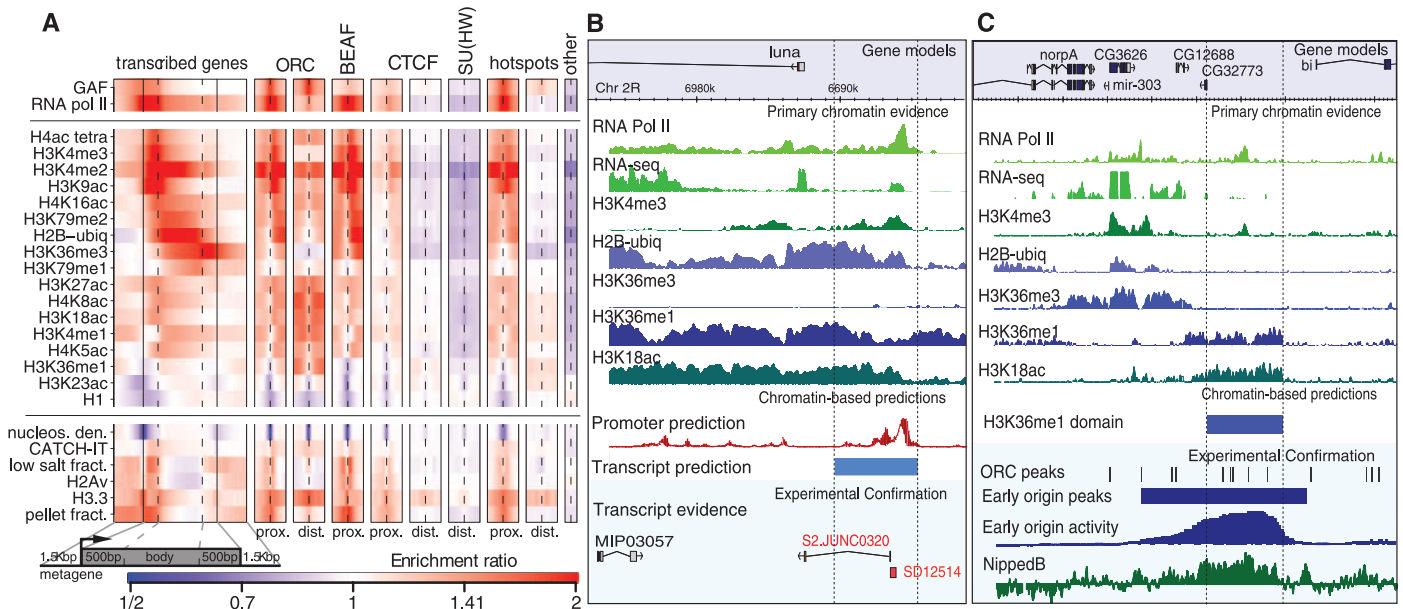 A
transcribed genes
ORC
BEAF
CTCF
SU(HW)
hotspots
other
GAF
RNA pol II
H4ac tetra
H3K4me3
H3K4me2
H3K9ac
H4K16ac
H3K79me2
H2B-ubiq
H3K36me3
H3K79me1
H3K27ac
H4K8ac
H3K18ac
H3K4me1
H4K5ac
H3K36me1
H3K23ac
H1
nucleos. den.
CATCH-IT
low salt fract.
H2Av
H3.3
pellet fract.
prox. dist. prox. prox. dist. dist. prox. dist.
1.5Kbp 500bp body 500bp 1.5Kbp
metagene
Enrichment ratio
1/2 0.7 1 1.41 2
B
luna
Gene models
Chr 2R 6980k 6690k
Primary chromatin evidence
RNA Pol II
RNA-seq
H3K4me3
H2B-ubiq
H3K36me3
H3K36me1
H3K18ac
Chromatin-based predictions
Promoter prediction
Transcript prediction
Experimental Confirmation
Transcript evidence
MIP03057
S2.JUNC0320
SD12514
C
norpA CG3626 CG12688 Gene models
CG32773 bi
mir-303
Primary chromatin evidence
RNA Pol II
RNA-seq
H3K4me3
H2B-ubiq
H3K36me3
H3K36me1
H3K18ac
Chromatin-based predictions
H3K36me1 domain
Experimental Confirmation
ORC peaks
Early origin peaks
Early origin activity
NippedB